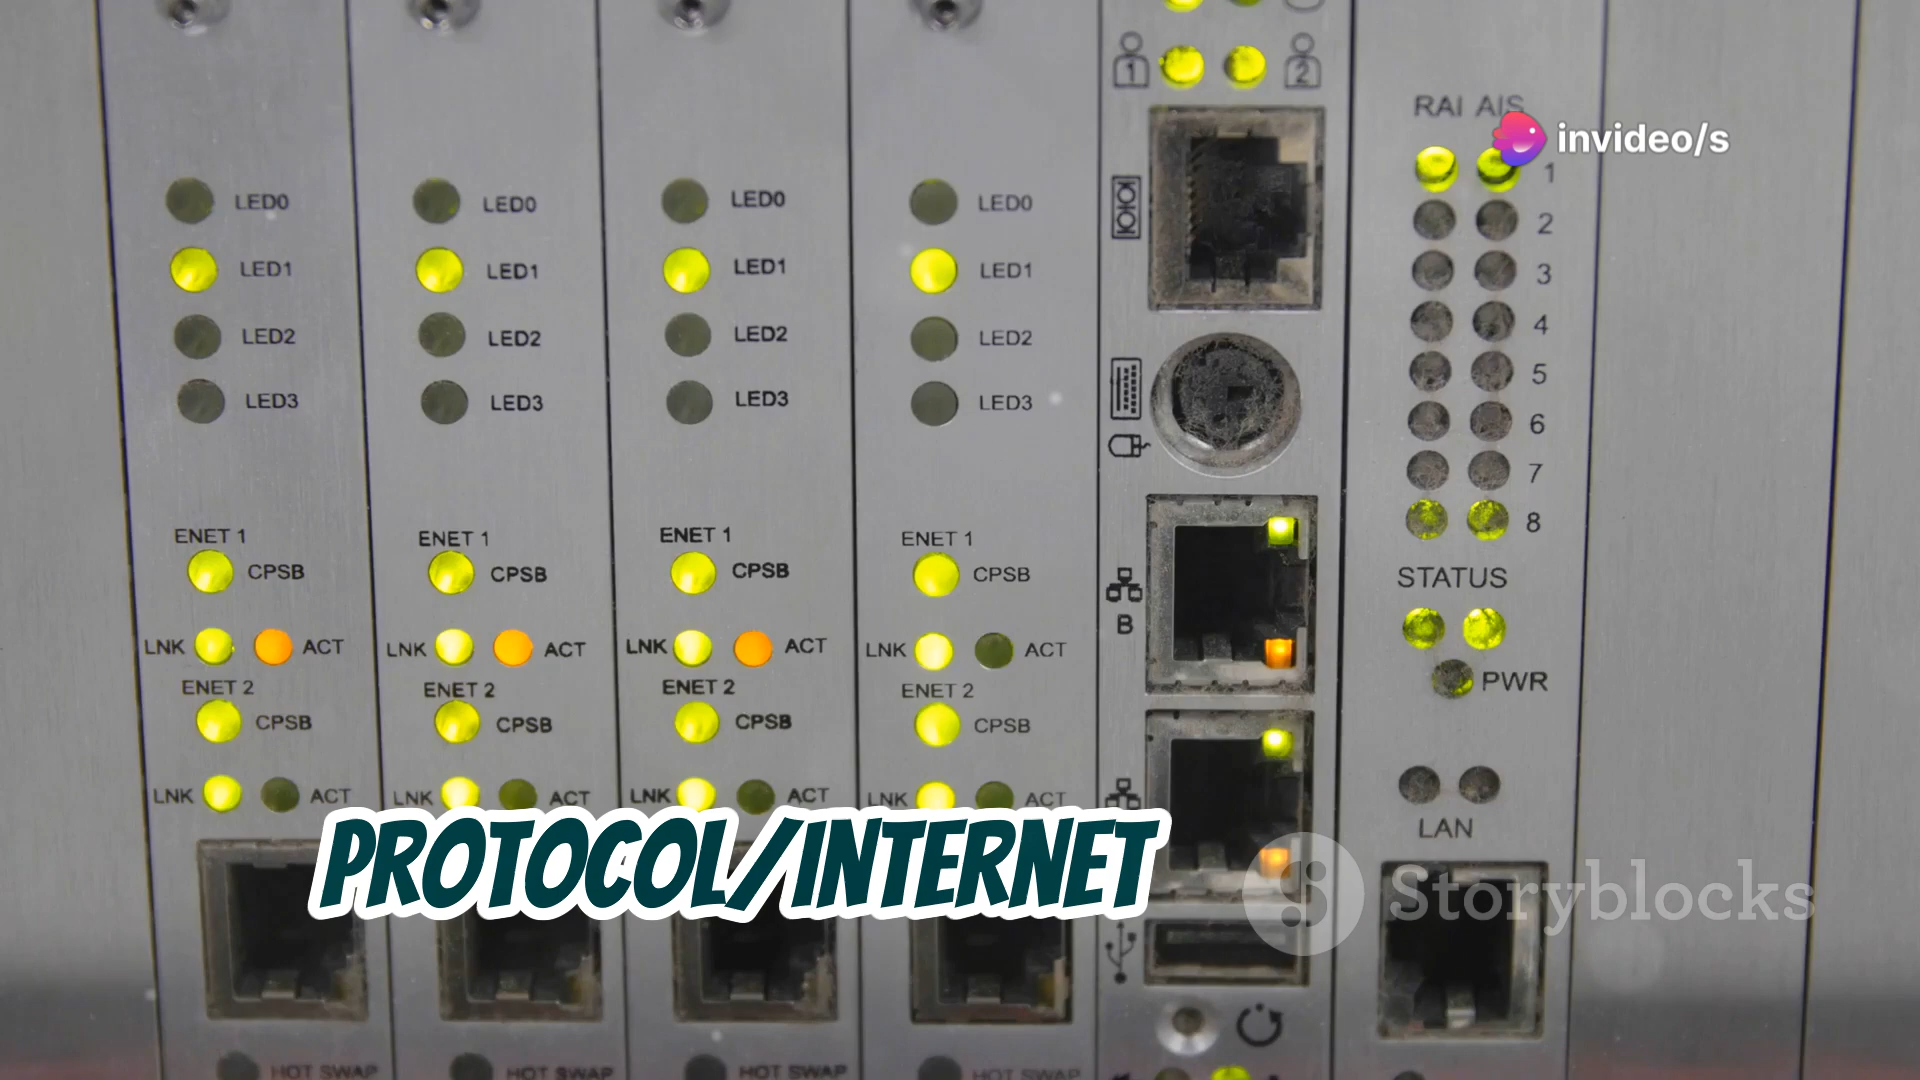 1
2
RAI AIS
invideo/s
1
2
3
4
5
6
7
8
STATUS
PWR
LAN
LED0
LED1
LED2
LED3
ENET 1
CPSB
LNK ACT
ENET 2
CPSB
LNK ACT
HOT SWAP
LED0
LED1
LED2
LED3
ENET 1
CPSB
LNK ACT
ENET 2
CPSB
LNK ACT
HOT SWAP
LED0
LED1
LED2
LED3
ENET 1
CPSB
LNK ACT
ENET 2
CPSB
LNK ACT
HOT SWAP
LED0
LED1
LED2
LED3
ENET 1
CPSB
LNK ACT
ENET 2
CPSB
LNK ACT
HOT SWAP
B
PROTOCOL/INTERNET
Storyblocks